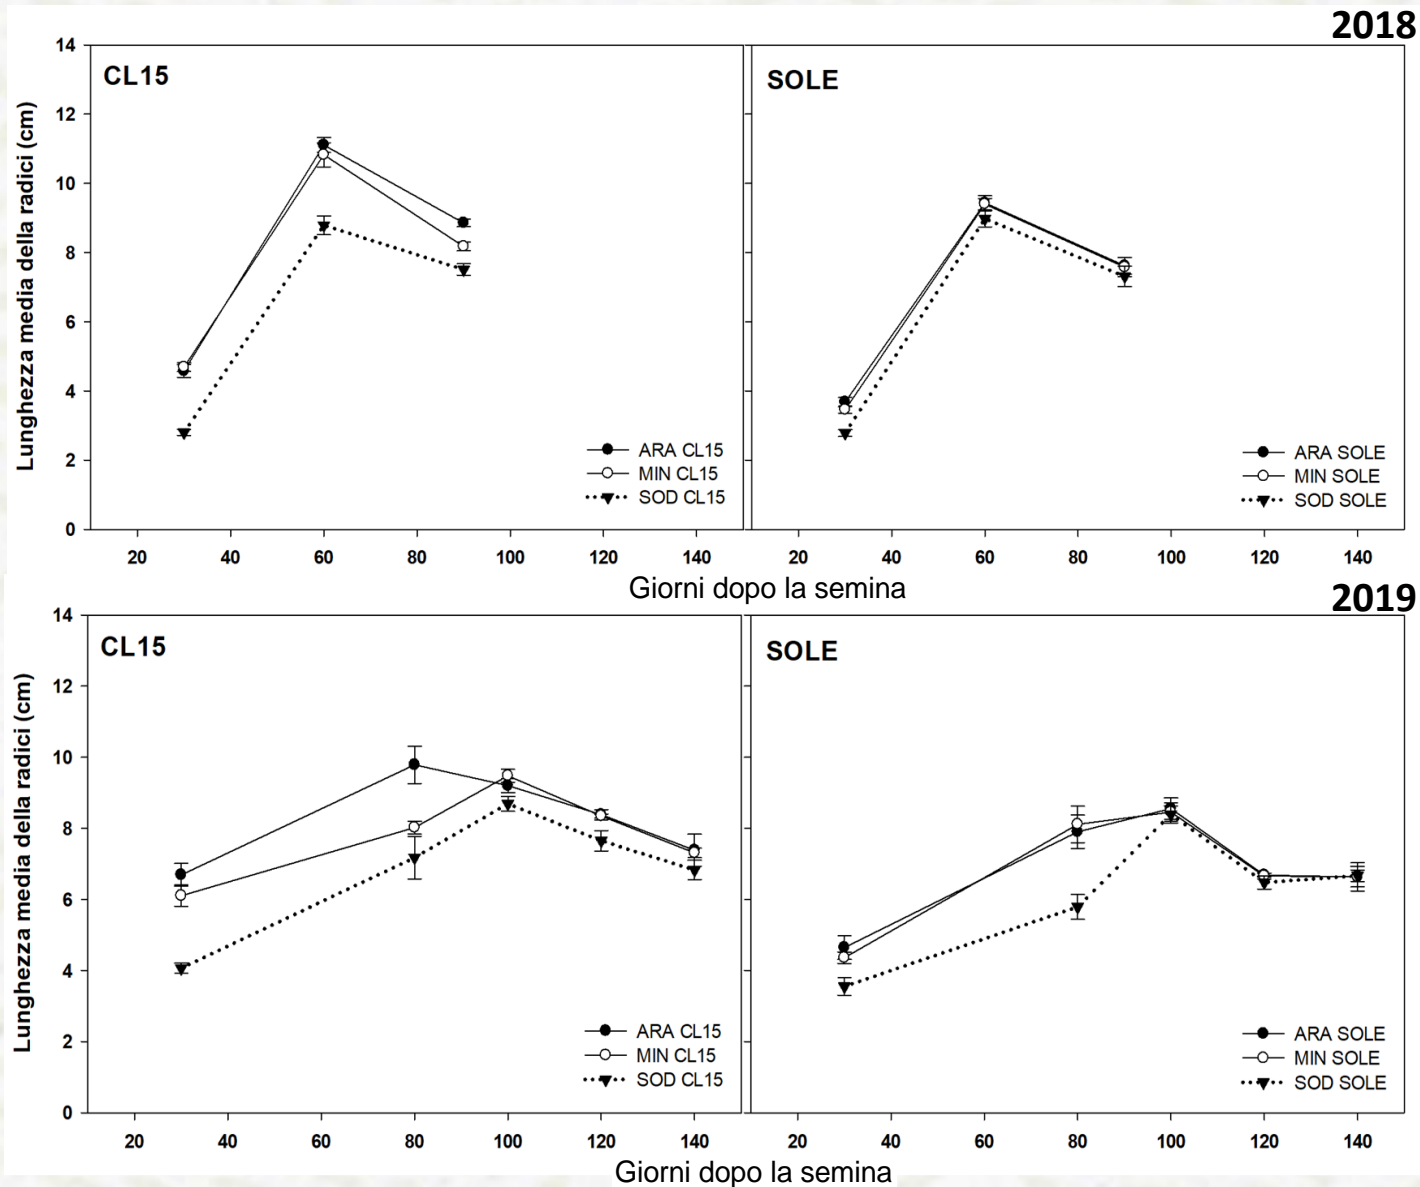 2018
Lunghezza media della radici (cm)
14
12
10
8
6
4
2
0
CL15
ARA CL15
MIN CL15
SOD CL15
20 40 60 80 100 120 140
SOLE
ARA SOLE
MIN SOLE
SOD SOLE
20 40 60 80 100 120 140
Giorni dopo la semina
2019
Lunghezza media della radici (cm)
14
12
10
8
6
4
2
0
CL15
ARA CL15
MIN CL15
SOD CL15
20 40 60 80 100 120 140
SOLE
ARA SOLE
MIN SOLE
SOD SOLE
20 40 60 80 100 120 140
Giorni dopo la semina